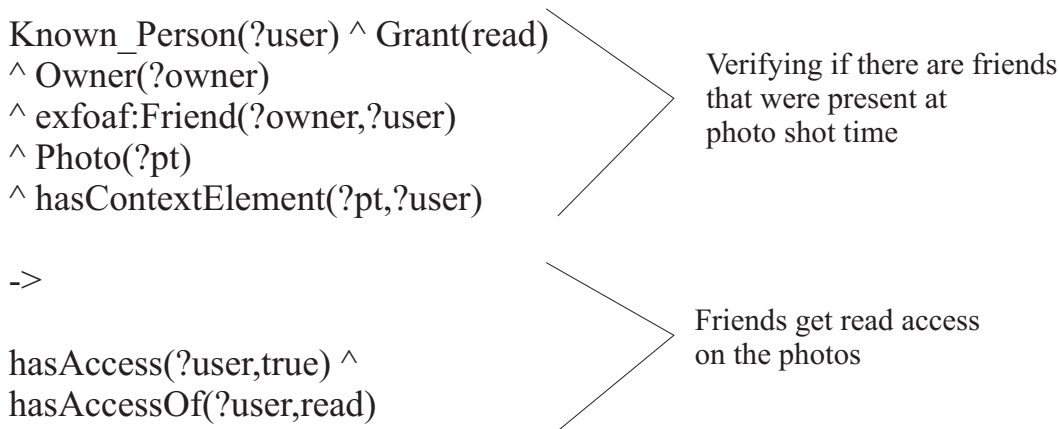 Known_Person(?user) ^ Grant(read)
^ Owner(?owner)
^ exfoaf:Friend(?owner,?user)
^ Photo(?pt)
^ hasContextElement(?pt,?user)
Verifying if there are friends
that were present at
photo shot time
->
hasAccess(?user,true) ^
hasAccessOf(?user,read)
Friends get read access
on the photos